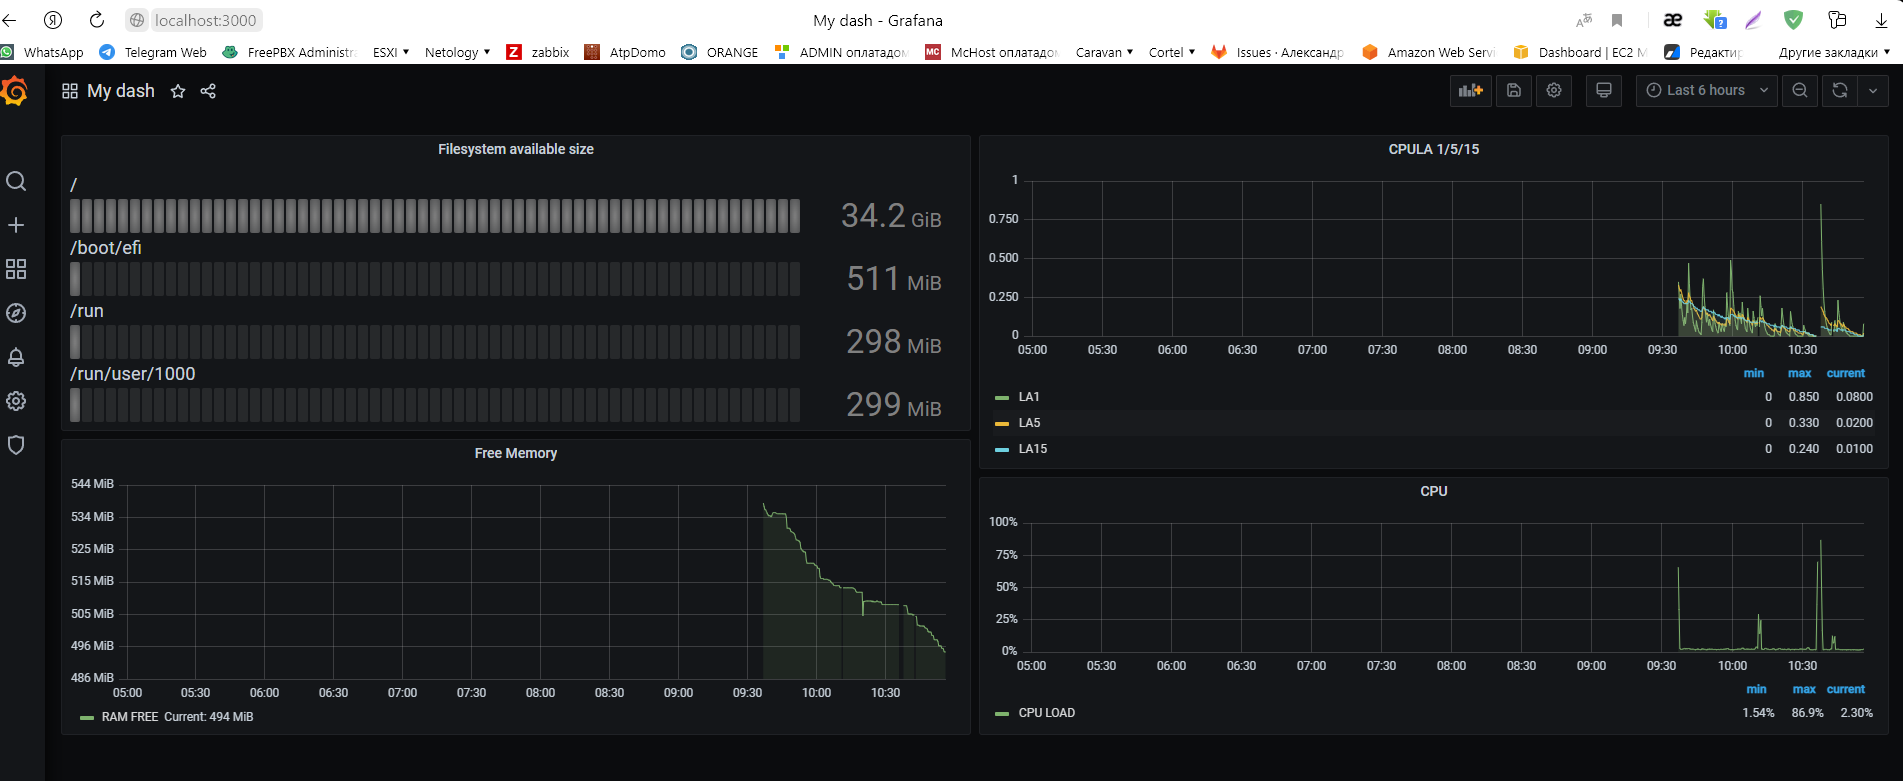 localhost:3000
My dash - Grafana
WhatsApp
Telegram Web
FreePBX Administra
ESXI
Netology
zabbix
AtpDomo
ORANGE
ADMIN оплатадом
McHost оплатадом
Caravan
Cortel
Issues · Александр
Amazon Web Servi
Dashboard | EC2 M
Редактир
Другие закладки
My dash
Last 6 hours
Filesystem available size
/
34.2 GiB
/boot/efi
511 MiB
/run
298 MiB
/run/user/1000
299 MiB
Free Memory
544 MiB
534 MiB
525 MiB
515 MiB
505 MiB
496 MiB
486 MiB
05:00 05:30 06:00 06:30 07:00 07:30 08:00 08:30 09:00 09:30 10:00 10:30
RAM FREE Current: 494 MiB
CPULA 1/5/15
1
0.750
0.500
0.250
0
05:00 05:30 06:00 06:30 07:00 07:30 08:00 08:30 09:00 09:30 10:00 10:30
min max current
LA1 0 0.850 0.0800
LA5 0 0.330 0.0200
LA15 0 0.240 0.0100
CPU
100%
75%
50%
25%
0%
05:00 05:30 06:00 06:30 07:00 07:30 08:00 08:30 09:00 09:30 10:00 10:30
min max current
CPU LOAD 1.54% 86.9% 2.30%